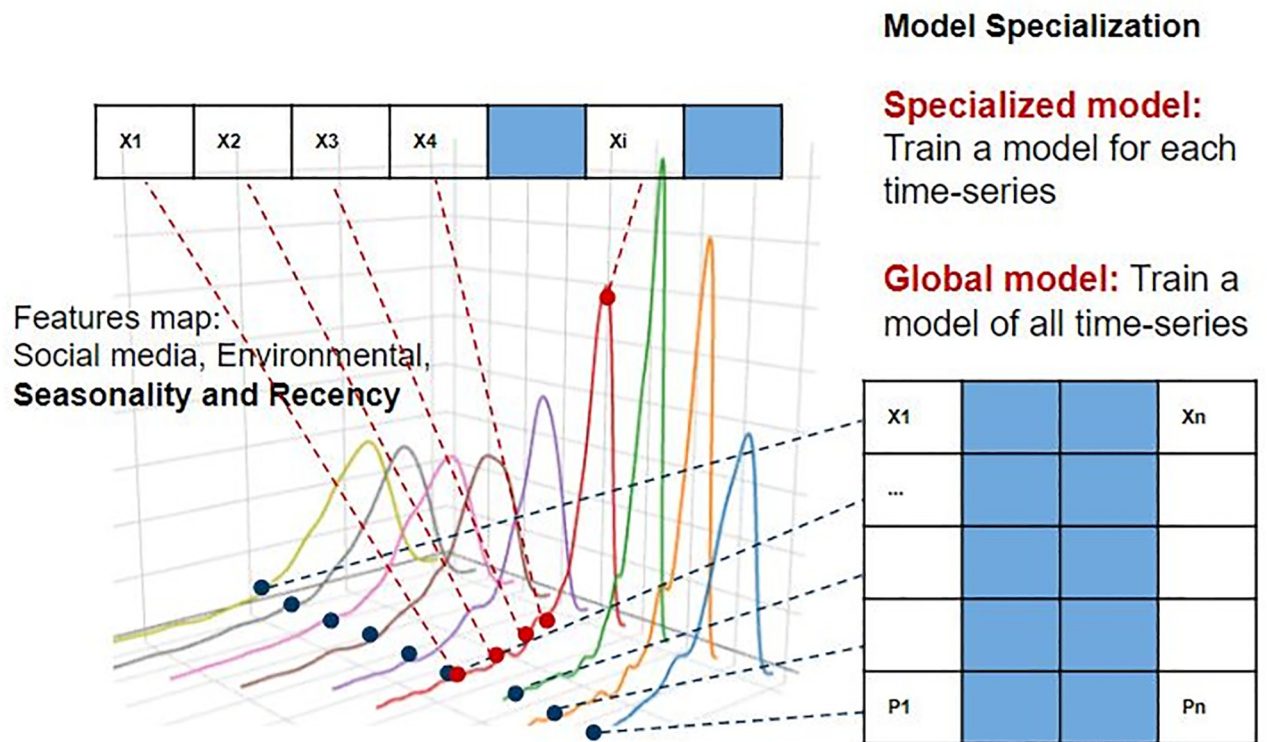 Model Specialization
X1 X2 X3 X4 Xi
Specialized model:
Train a model for each
time-series
Global model: Train a
model of all time-series
Features map:
Social media, Environmental,
Seasonality and Recency
X1 Xn
...
P1 Pn